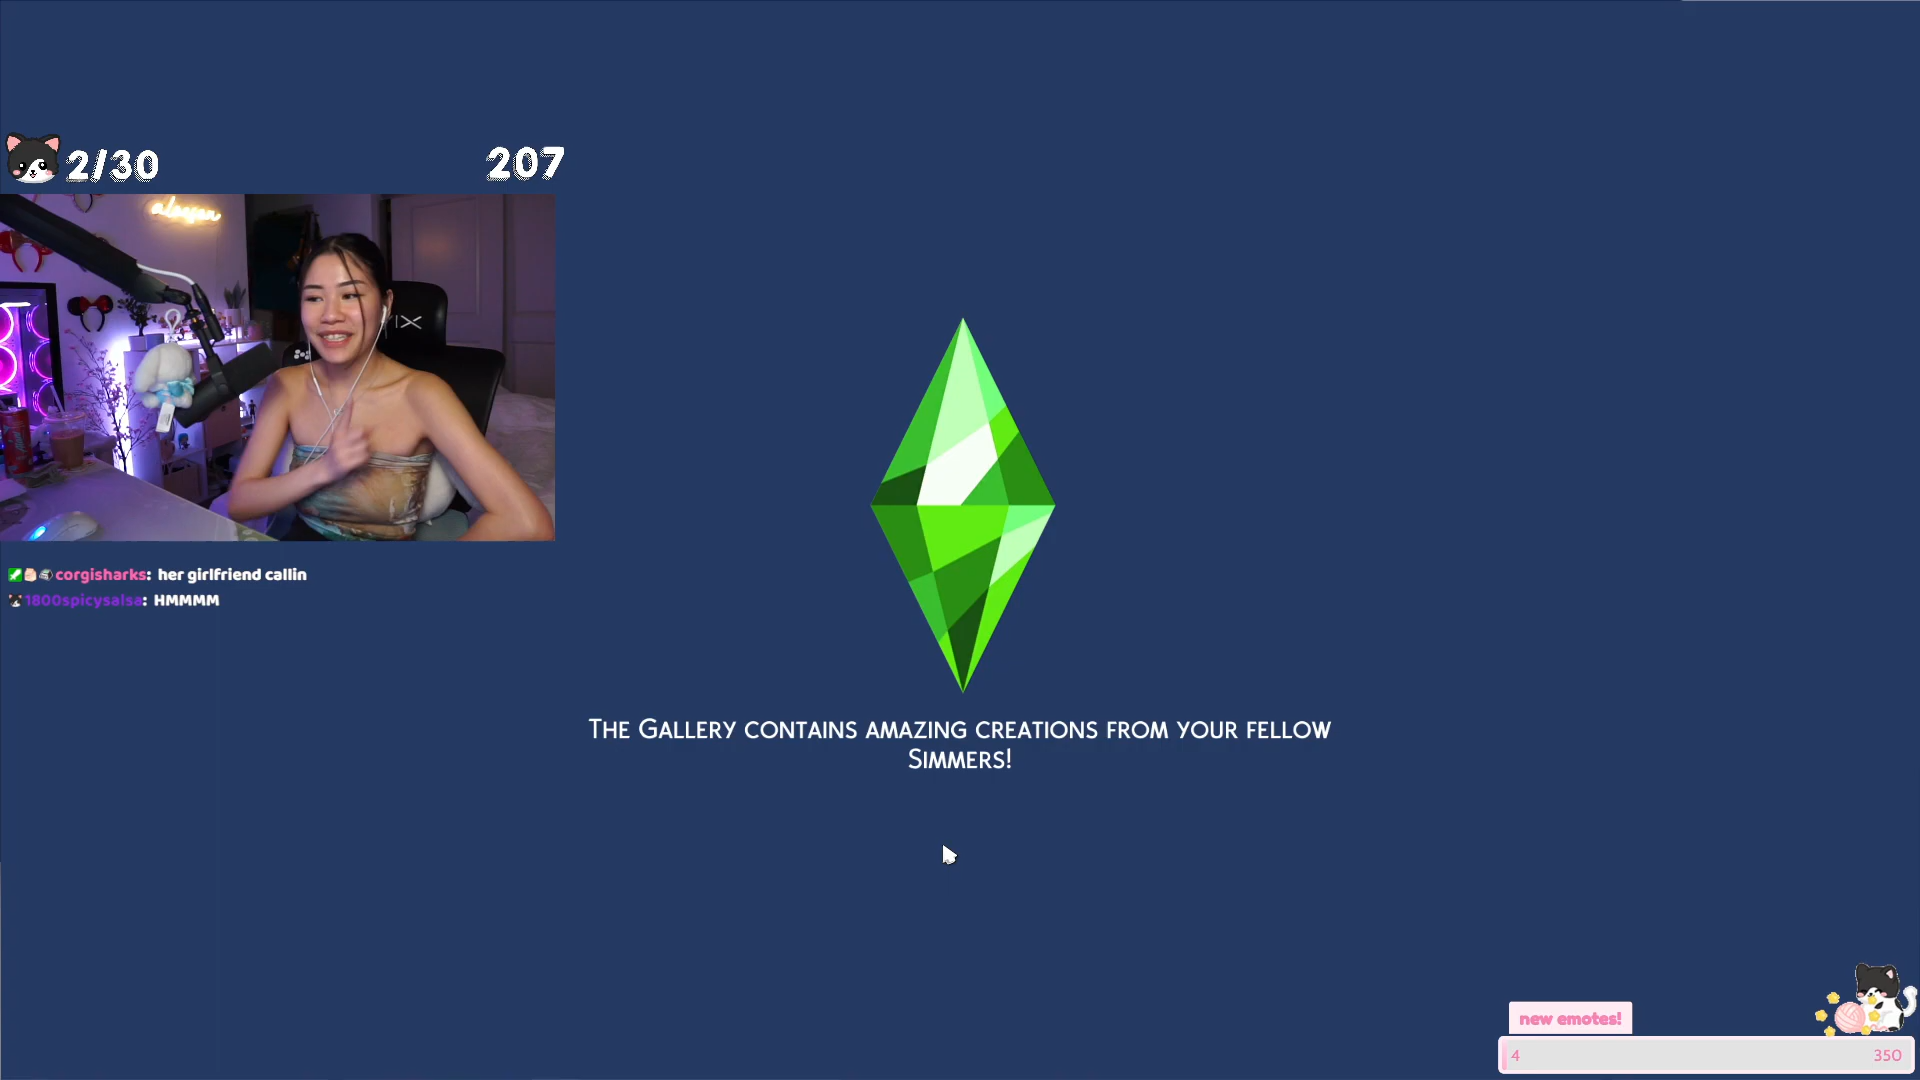 2/30
207
corgisharks: her girlfriend callin
1800spicysalsa: HMMMM
The Gallery contains amazing creations from your fellow
Simmers!
new emotes!
4
350